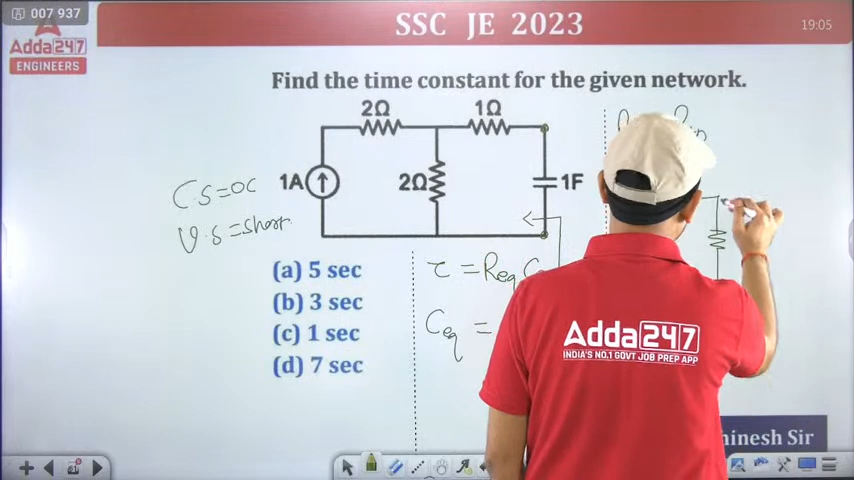 007 937
Adda247
ENGINEERS
SSC JE 2023
19:05
Find the time constant for the given network.
2Ω
1Ω
1A
2Ω
1F
C.S=OC
V.S=short
(a) 5 sec
(b) 3 sec
(c) 1 sec
(d) 7 sec
τ = Req C
Ceq =
Adda247
INDIA'S NO.1 GOVT JOB PREP APP
hinesh Sir